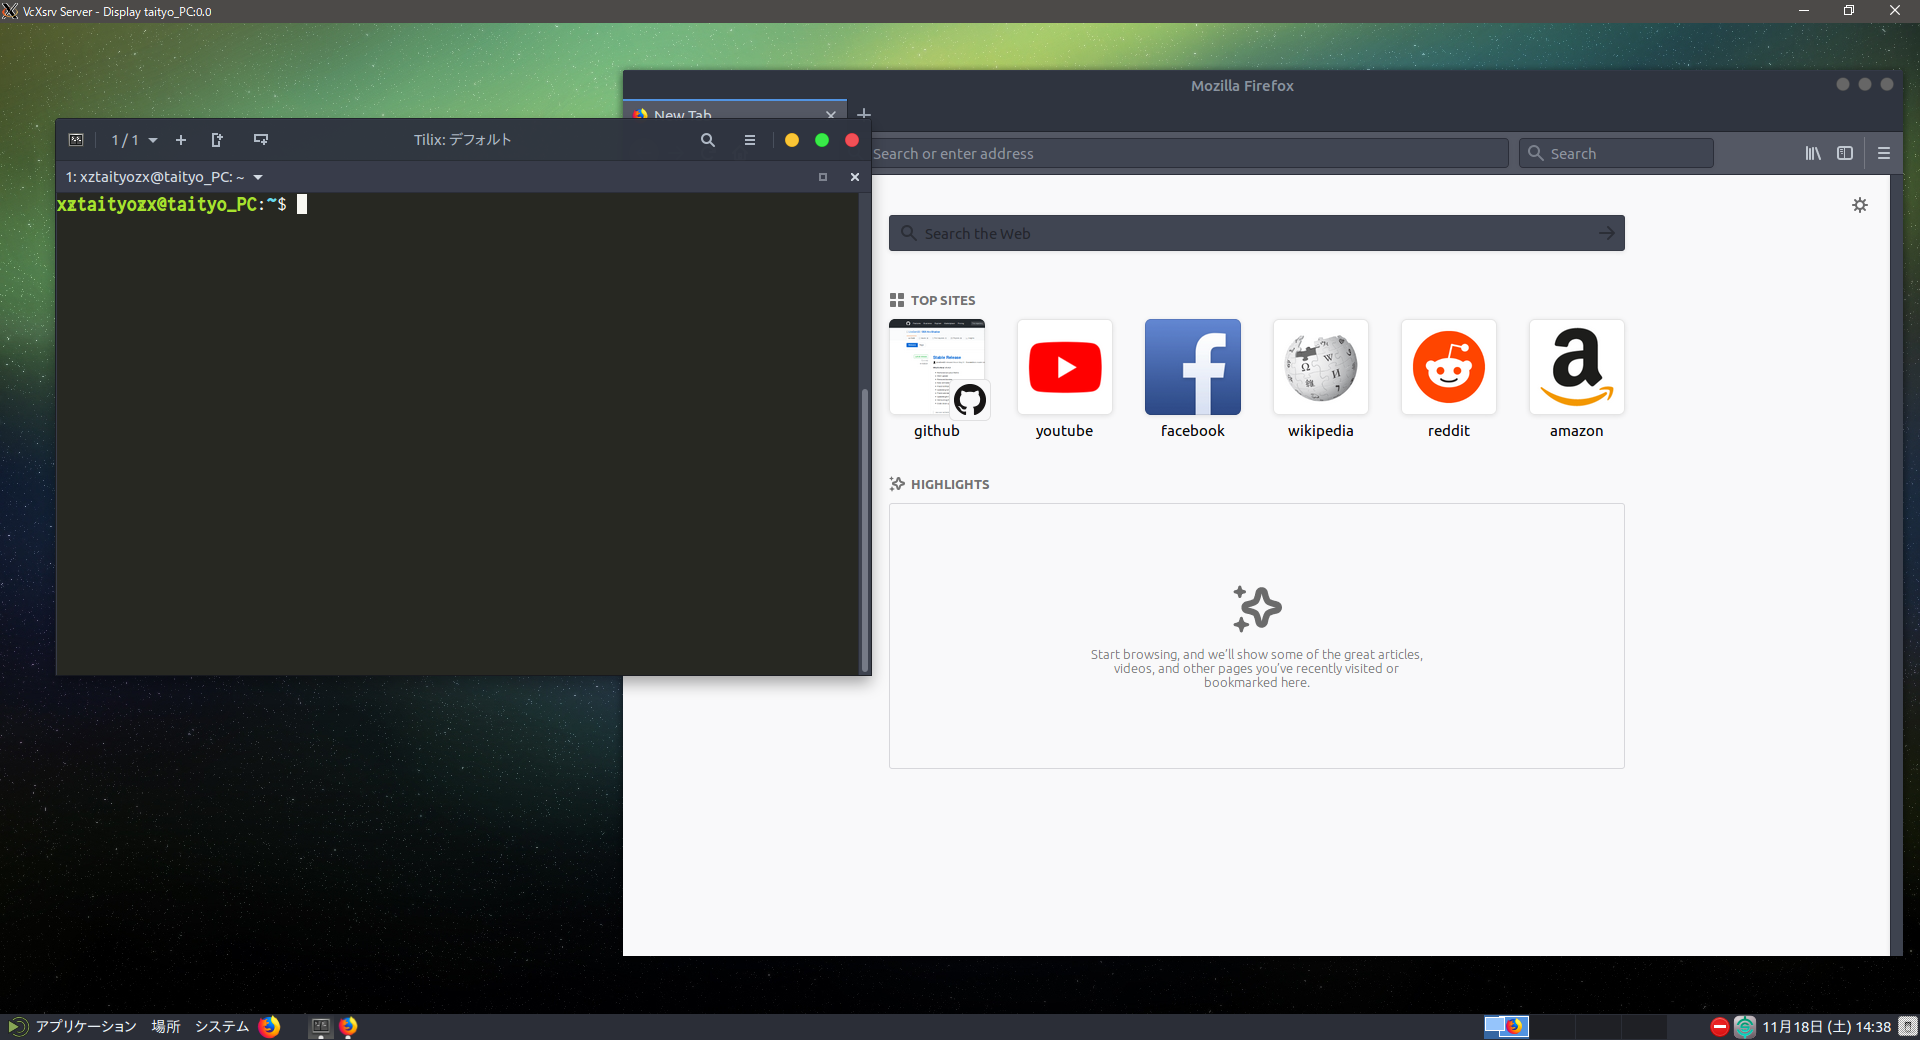 VcXsrv Server - Display taityo_PC:0.0
Mozilla Firefox
New Tab
1 / 1
Tilix: デフォルト
Search or enter address
Search
1: xztaityozx@taityo_PC: ~
xztaityozx@taityo_PC:~$
Search the Web
TOP SITES
Stable Release
github
youtube
facebook
wikipedia
reddit
amazon
HIGHLIGHTS
Start browsing, and we'll show some of the great articles,
videos, and other pages you've recently visited or
bookmarked here.
アプリケーション 場所 システム
11月18日 (土) 14:38